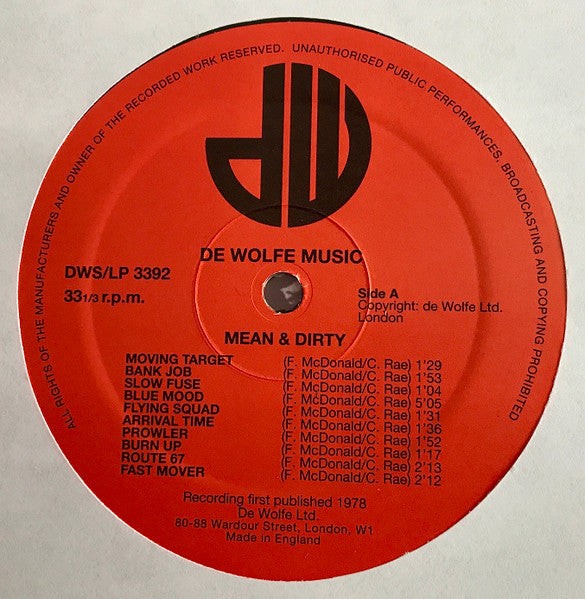 ALL RIGHTS OF THE MANUFACTURERS AND OWNER OF THE RECORDED WORK RESERVED. UNAUTHORISED PUBLIC PERFORMANCES, BROADCASTING AND COPYING PROHIBITED
dW
DE WOLFE MUSIC
DWS/LP 3392
33 1/3 r.p.m.
Side A
Copyright: de Wolfe Ltd.
London
MEAN & DIRTY
MOVING TARGET (F. McDonald/C. Rae) 1'29
BANK JOB (F. McDonald/C. Rae) 1'53
SLOW FUSE (F. McDonald/C. Rae) 1'04
BLUE MOOD (F. McDonald/C. Rae) 5'05
FLYING SQUAD (F. McDonald/C. Rae) 1'31
ARRIVAL TIME (F. McDonald/C. Rae) 1'36
PROWLER (F. McDonald/C. Rae) 1'52
BURN UP (F. McDonald/C. Rae) 1'17
ROUTE 67 (F. McDonald/C. Rae) 2'13
FAST MOVER (F. McDonald/C. Rae) 2'12
Recording first published 1978
De Wolfe Ltd.
80-88 Wardour Street, London, W1
Made in England